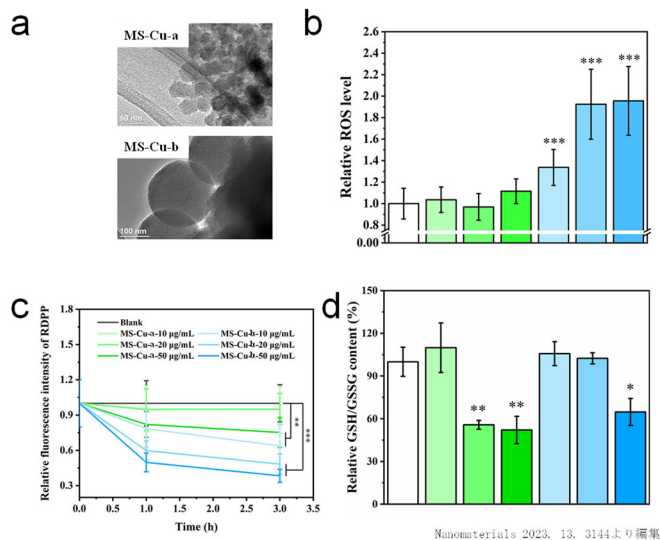 a
MS-Cu-a
50 nm
MS-Cu-b
100 nm
b
Relative ROS level
2.6
2.4
2.2
2.0
1.8
1.6
1.4
1.2
1.0
0.8
0.00
***
***
***
c
Relative fluorescence intensity of RDPP
1.8
1.5
1.2
0.9
0.6
0.3
Blank
MS-Cu-a-10 μg/mL
MS-Cu-b-10 μg/mL
MS-Cu-a-20 μg/mL
MS-Cu-b-20 μg/mL
MS-Cu-a-50 μg/mL
MS-Cu-b-50 μg/mL
**
***
0.0 0.5 1.0 1.5 2.0 2.5 3.0 3.5
Time (h)
d
Relative GSH/GSSG content (%)
150
120
90
60
30
0
**
**
*
Nanomaterials 2023, 13, 3144より編集